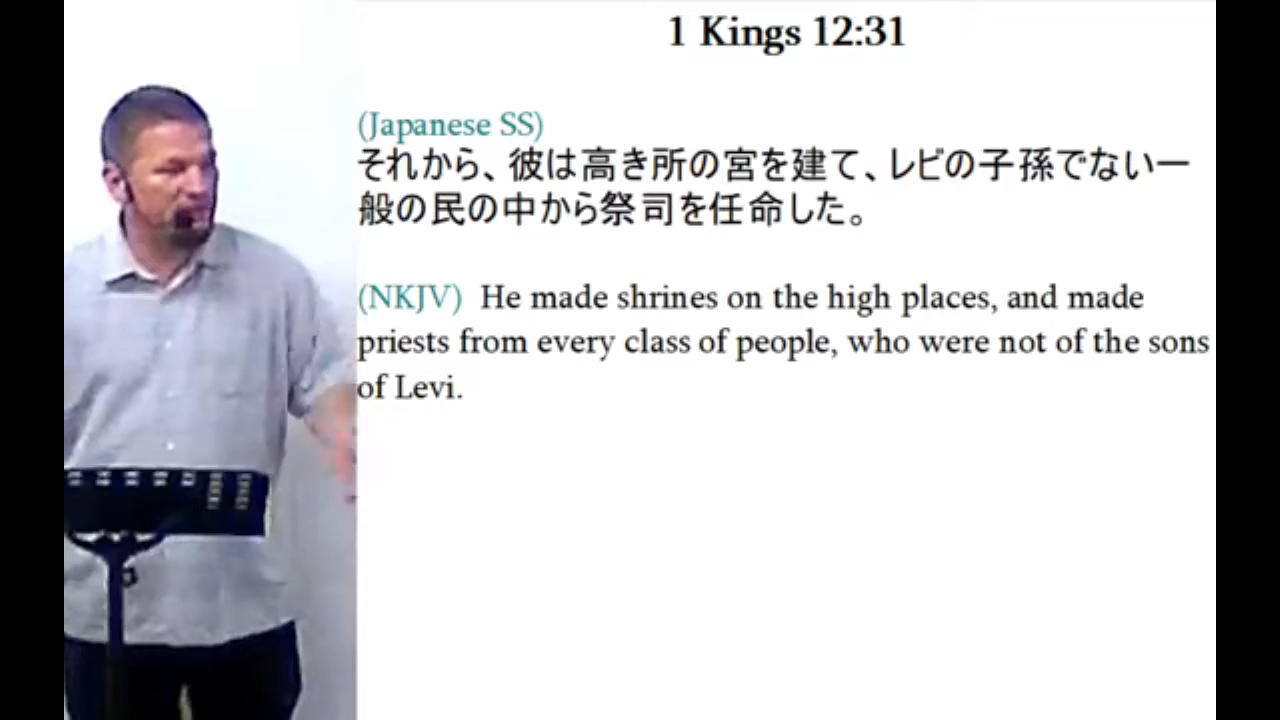 1 Kings 12:31
(Japanese SS)
それから、彼は高き所の宮を建て、レビの子孫でない一
般の民の中から祭司を任命した。
(NKJV) He made shrines on the high places, and made
priests from every class of people, who were not of the sons
of Levi.